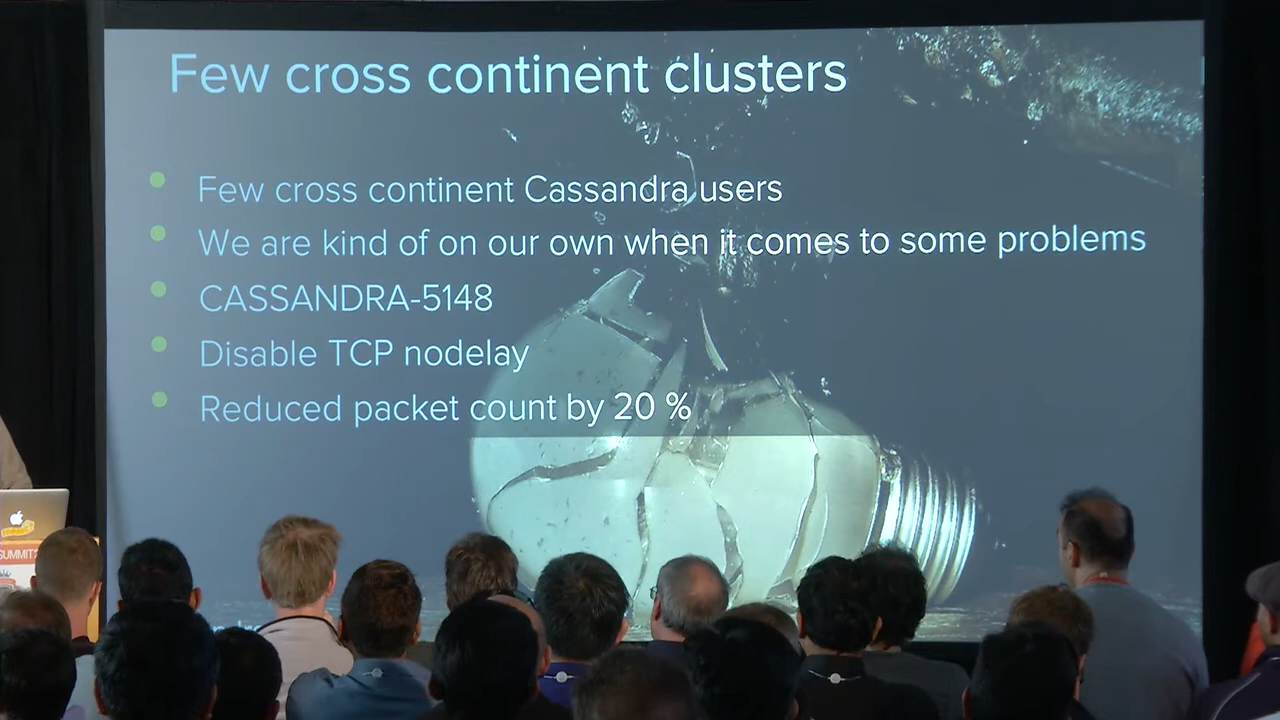 Few cross continent clusters
Few cross continent Cassandra users
We are kind of on our own when it comes to some problems
CASSANDRA-5148
Disable TCP nodelay
Reduced packet count by 20 %
SUMMIT